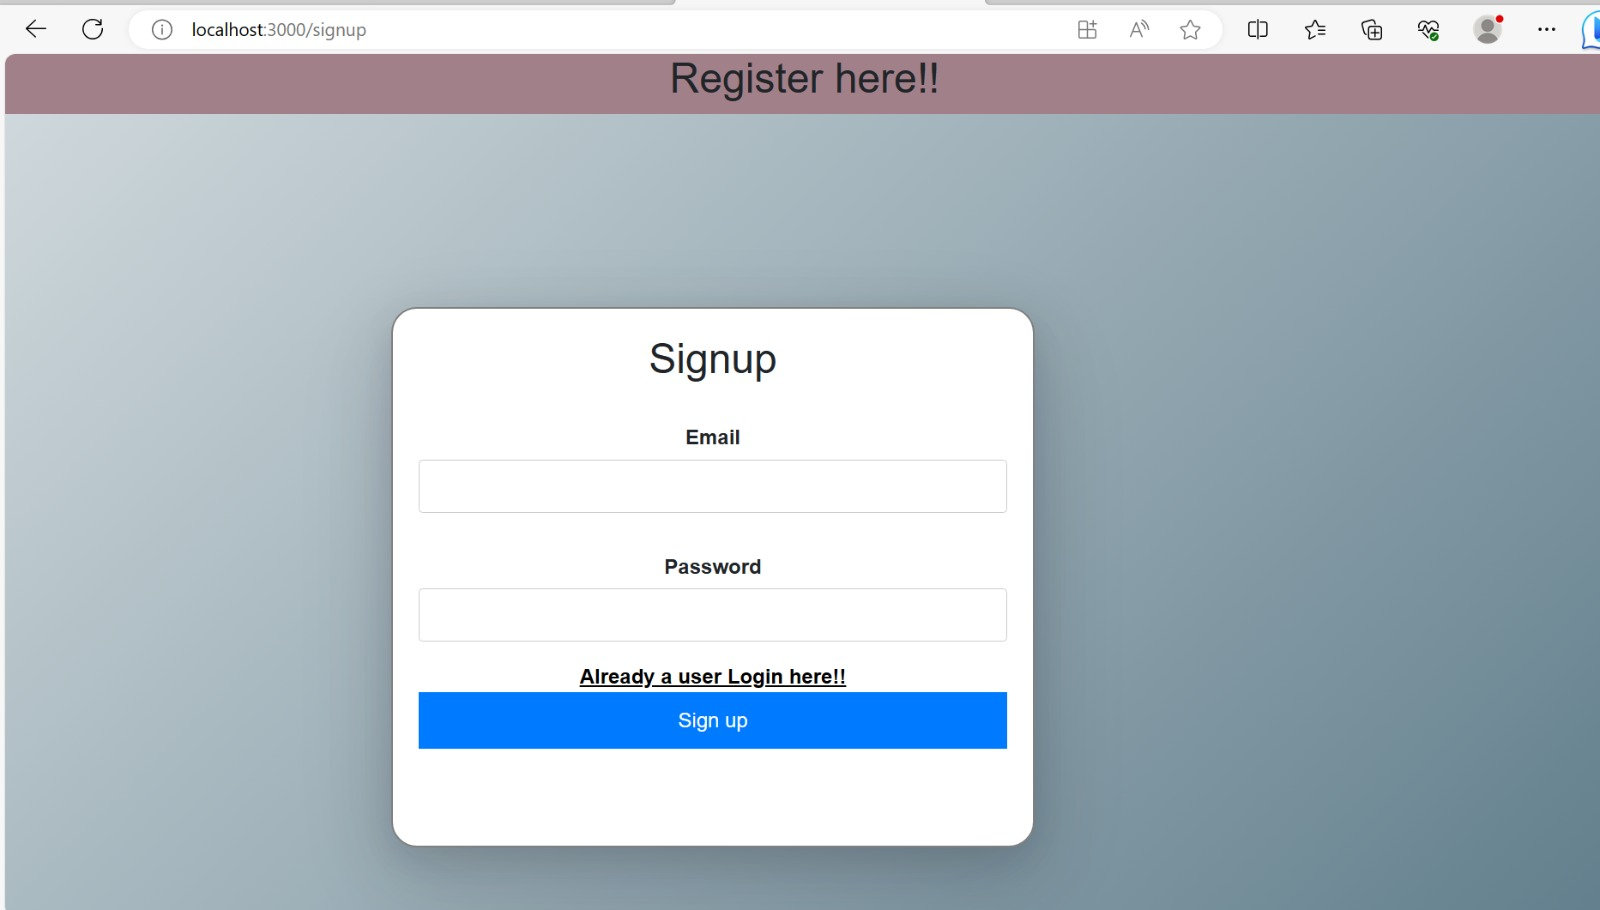 localhost:3000/signup
Register here!!
Signup
Email
Password
Already a user Login here!!
Sign up